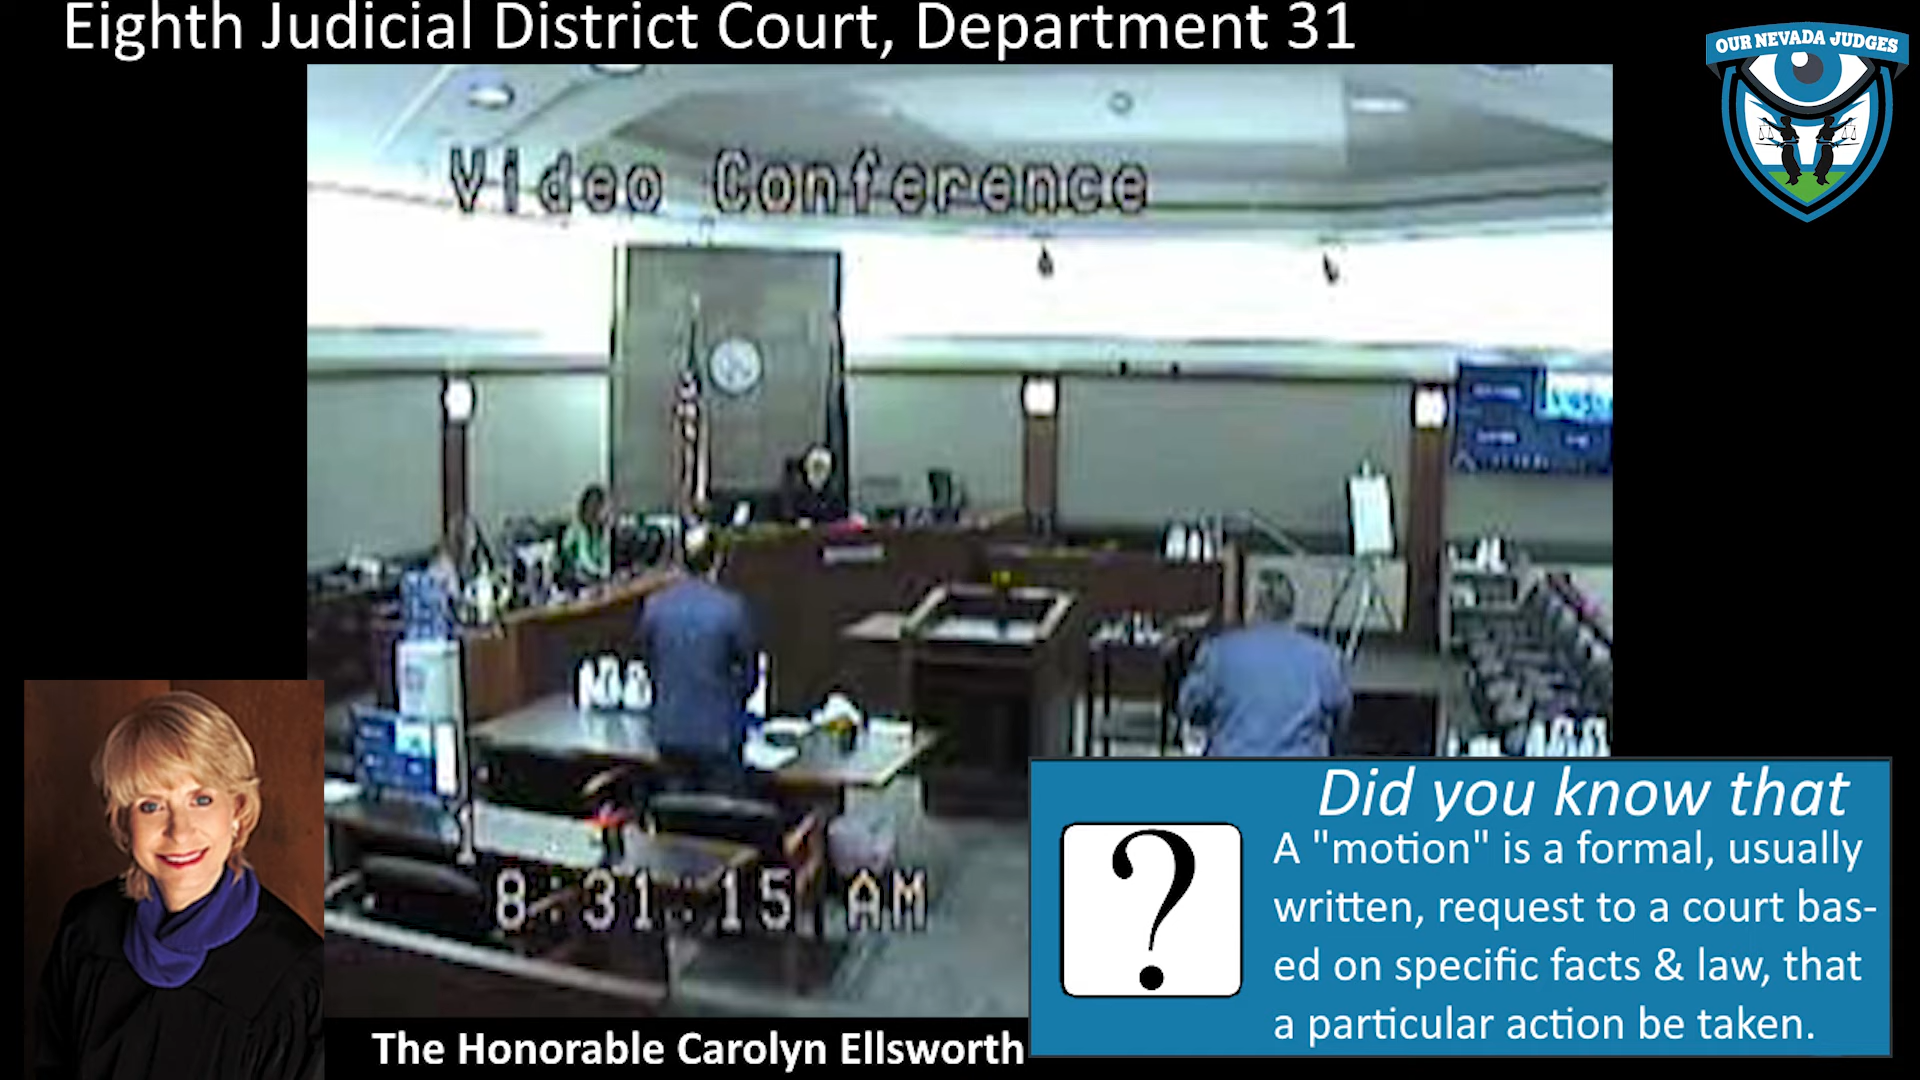 Eighth Judicial District Court, Department 31
OUR NEVADA JUDGES
Video Conference
8:31:15 AM
Did you know that
A "motion" is a formal, usually
written, request to a court bas-
ed on specific facts & law, that
a particular action be taken.
?
The Honorable Carolyn Ellsworth